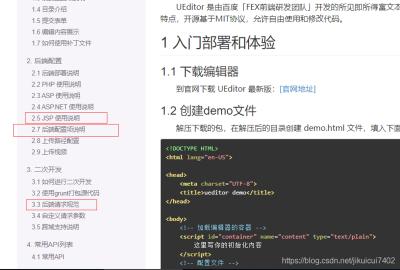 1.4 目录介绍
1.5 提交表单
1.6 编辑内容展示
1.7 如何使用补丁文件
2. 后端配置
2.1 后端部署说明
2.2 PHP 使用说明
2.3 ASP 使用说明
2.4 ASP.NET 使用说明
2.5 JSP 使用说明
2.7 后端配置项说明
2.8 上传路径配置
2.9 上传视频
3. 二次开发
3.1 如何进行二次开发
3.2 使用grunt打包源代码
3.3 后端请求规范
3.4 自定义请求参数
3.5 跨域支持说明
4. 常用API列表
4.1 常用API
UEditor 是由百度「FEX前端研发团队」开发的所见即所得富文本
特点，开源基于MIT协议，允许自由使用和修改代码。
1 入门部署和体验
1.1 下载编辑器
到官网下载 UEditor 最新版：[官网地址]
1.2 创建demo文件
解压下载的包，在解压后的目录创建 demo.html 文件，填入下面
<!DOCTYPE HTML>
<html lang="en-US">
<head>
<meta charset="UTF-8">
<title>ueditor demo</title>
</head>
<body>
<!-- 加载编辑器的容器 -->
<script id="container" name="content" type="text/plain">
这里写你的初始化内容
</script>
<!-- 配置文件 -->
https://blog.csdn.net/jikuicui7402